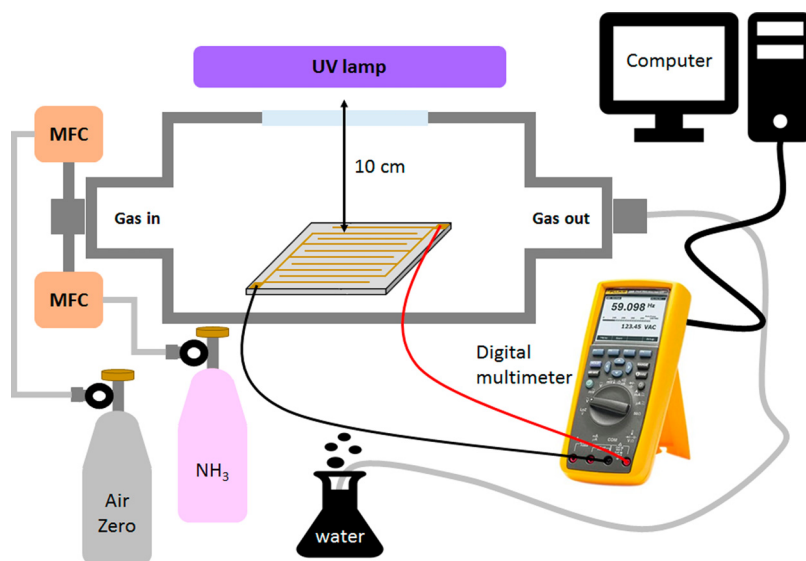 UV lamp
Computer
MFC
10 cm
Gas in
Gas out
MFC
59.098 Hz
123.45 VAC
Digital
multimeter
NH3
Air
Zero
water